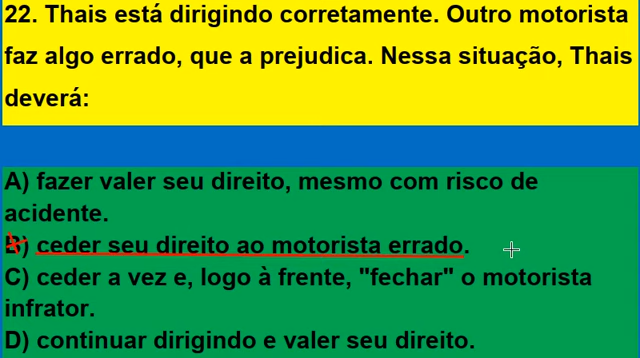 22. Thais está dirigindo corretamente. Outro motorista
faz algo errado, que a prejudica. Nessa situação, Thais
deverá:
A) fazer valer seu direito, mesmo com risco de
acidente.
B) ceder seu direito ao motorista errado.
C) ceder a vez e, logo à frente, "fechar" o motorista
infrator.
D) continuar dirigindo e valer seu direito.